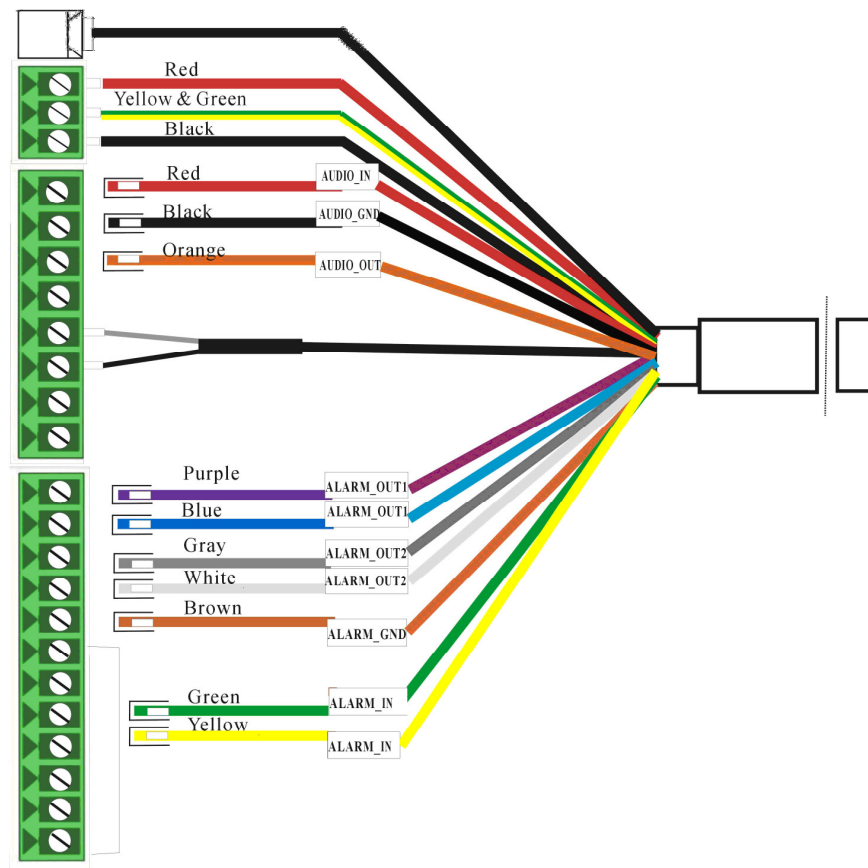 Red
Yellow & Green
Black
Red
AUDIO_IN
Black
AUDIO_GND
Orange
AUDIO_OUT
Purple
ALARM_OUT1
Blue
ALARM_OUT1
Gray
ALARM_OUT2
White
ALARM_OUT2
Brown
ALARM_GND
Green
ALARM_IN
Yellow
ALARM_IN